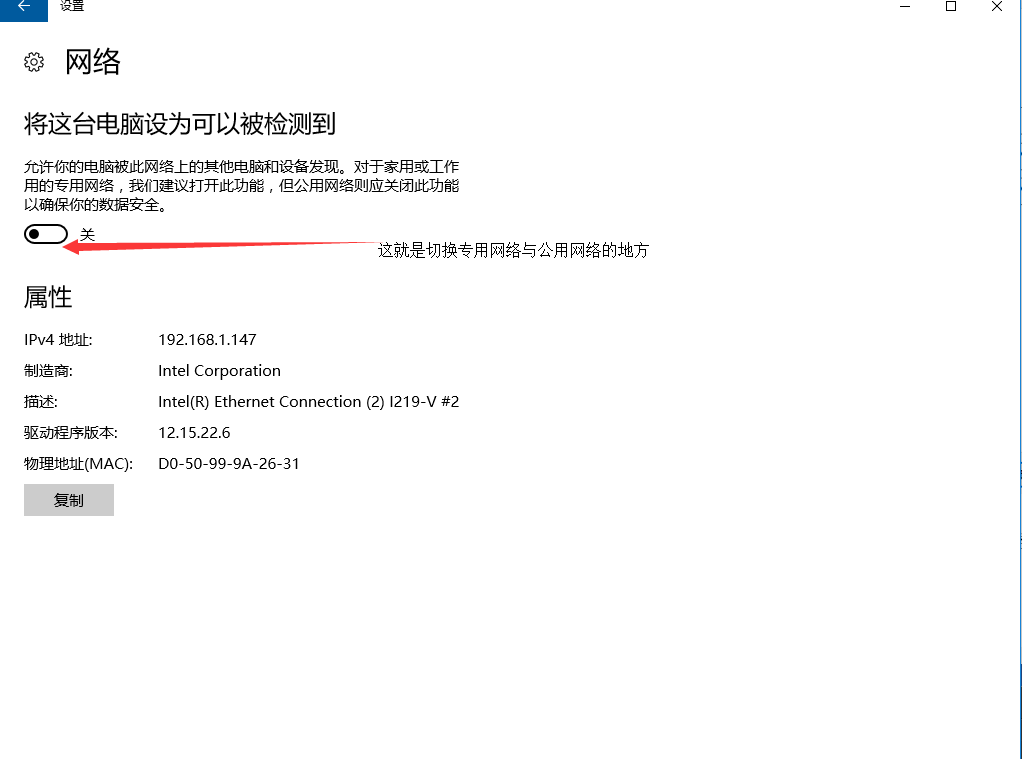 设置
网络
将这台电脑设为可以被检测到
允许你的电脑被此网络上的其他电脑和设备发现。对于家用或工作
用的专用网络，我们建议打开此功能，但公用网络则应关闭此功能
以确保你的数据安全。
关
这就是切换专用网络与公用网络的地方
属性
IPv4 地址: 192.168.1.147
制造商: Intel Corporation
描述: Intel(R) Ethernet Connection (2) I219-V #2
驱动程序版本: 12.15.22.6
物理地址(MAC): D0-50-99-9A-26-31
复制